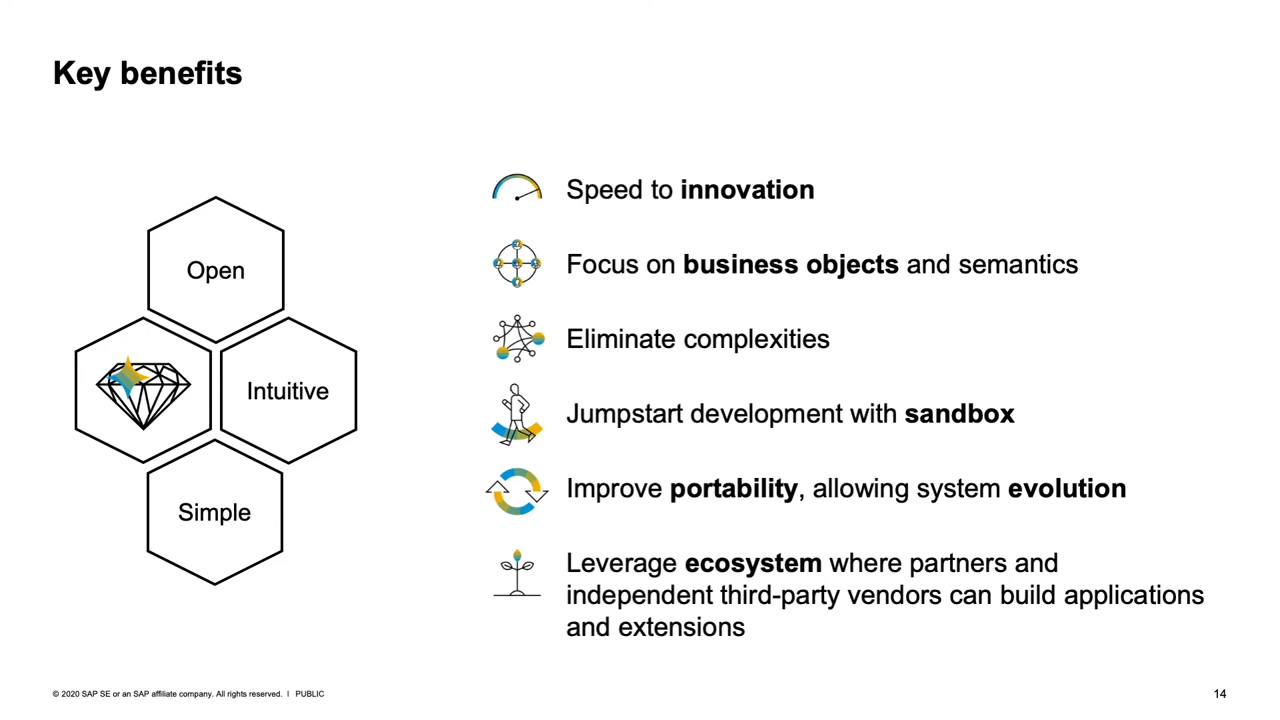 Key benefits
Open
Intuitive
Simple
Speed to innovation
Focus on business objects and semantics
Eliminate complexities
Jumpstart development with sandbox
Improve portability, allowing system evolution
Leverage ecosystem where partners and
independent third-party vendors can build applications
and extensions
© 2020 SAP SE or an SAP affiliate company. All rights reserved. | PUBLIC
14